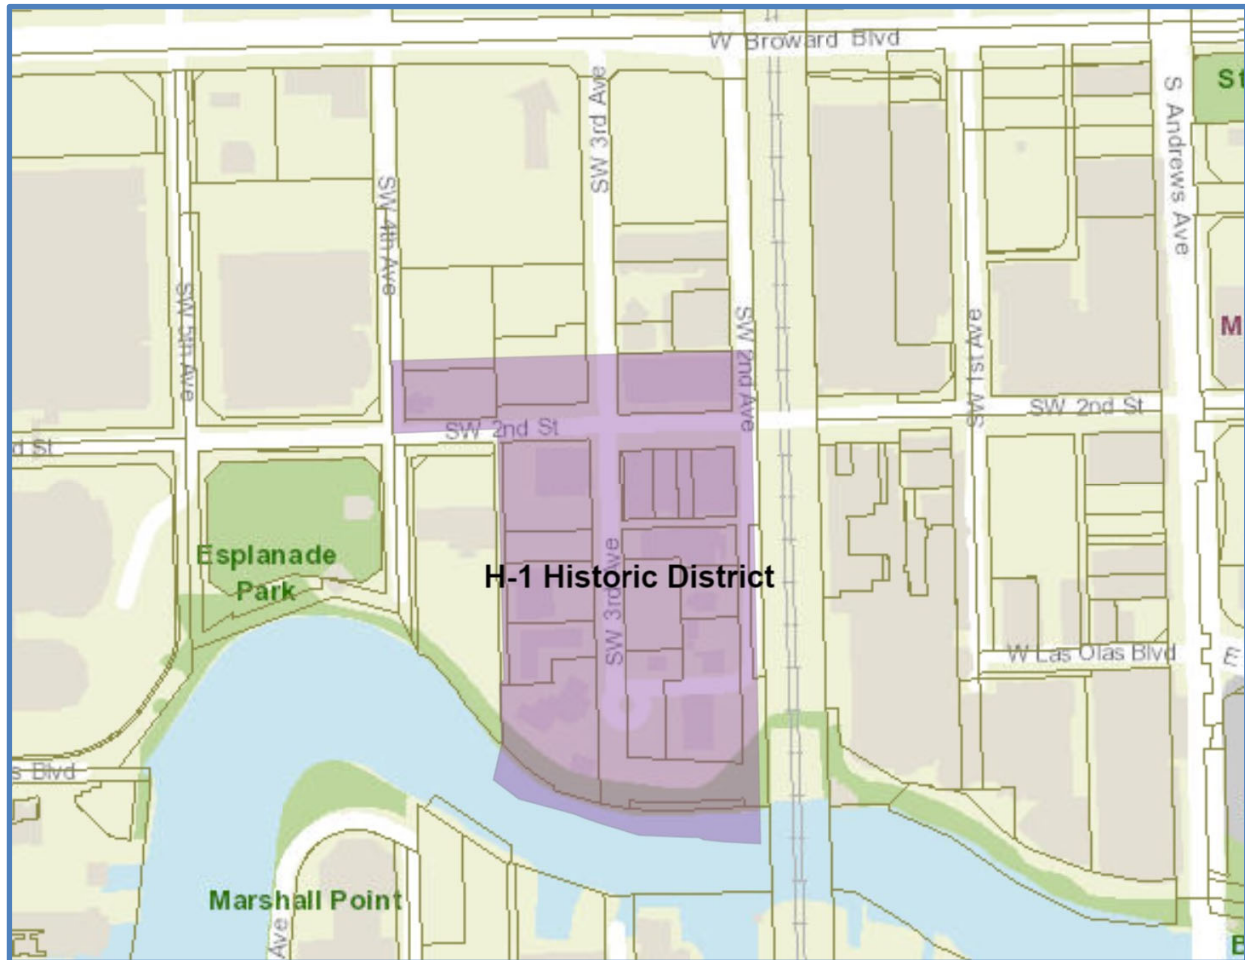 W Broward Blvd
St
SW 3rd Ave
S Andrews Ave
SW 4th Ave
SW 5th Ave
SW 2nd Ave
SW 1st Ave
M
SW 2nd St
SW 2nd St
d St
Esplanade
Park
H-1 Historic District
SW 3rd Ave
W Las Olas Blvd
E
s Blvd
Marshall Point
Ave
B